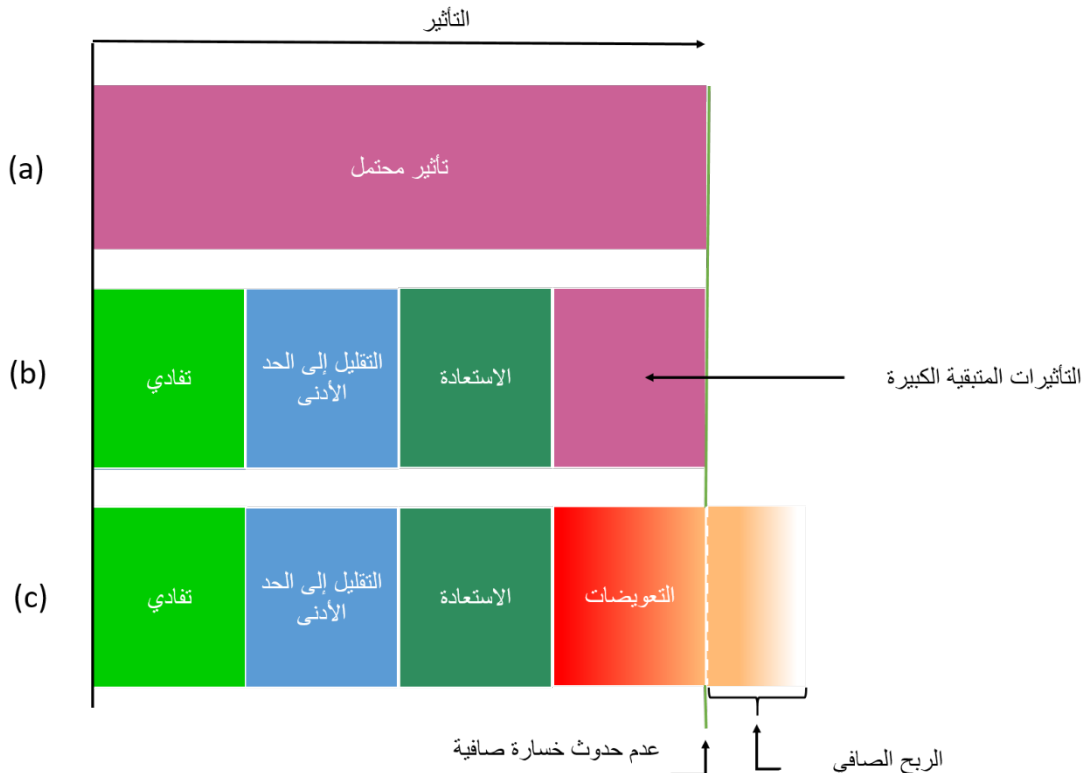 التأثير
(a)
تأثير محتمل
(b)
تفادي
التقليل إلى الحد
الأدنى
الاستعادة
التأثيرات المتبقية الكبيرة
(c)
تفادي
التقليل إلى الحد
الأدنى
الاستعادة
التعويضات
عدم حدوث خسارة صافية
الربح الصافي